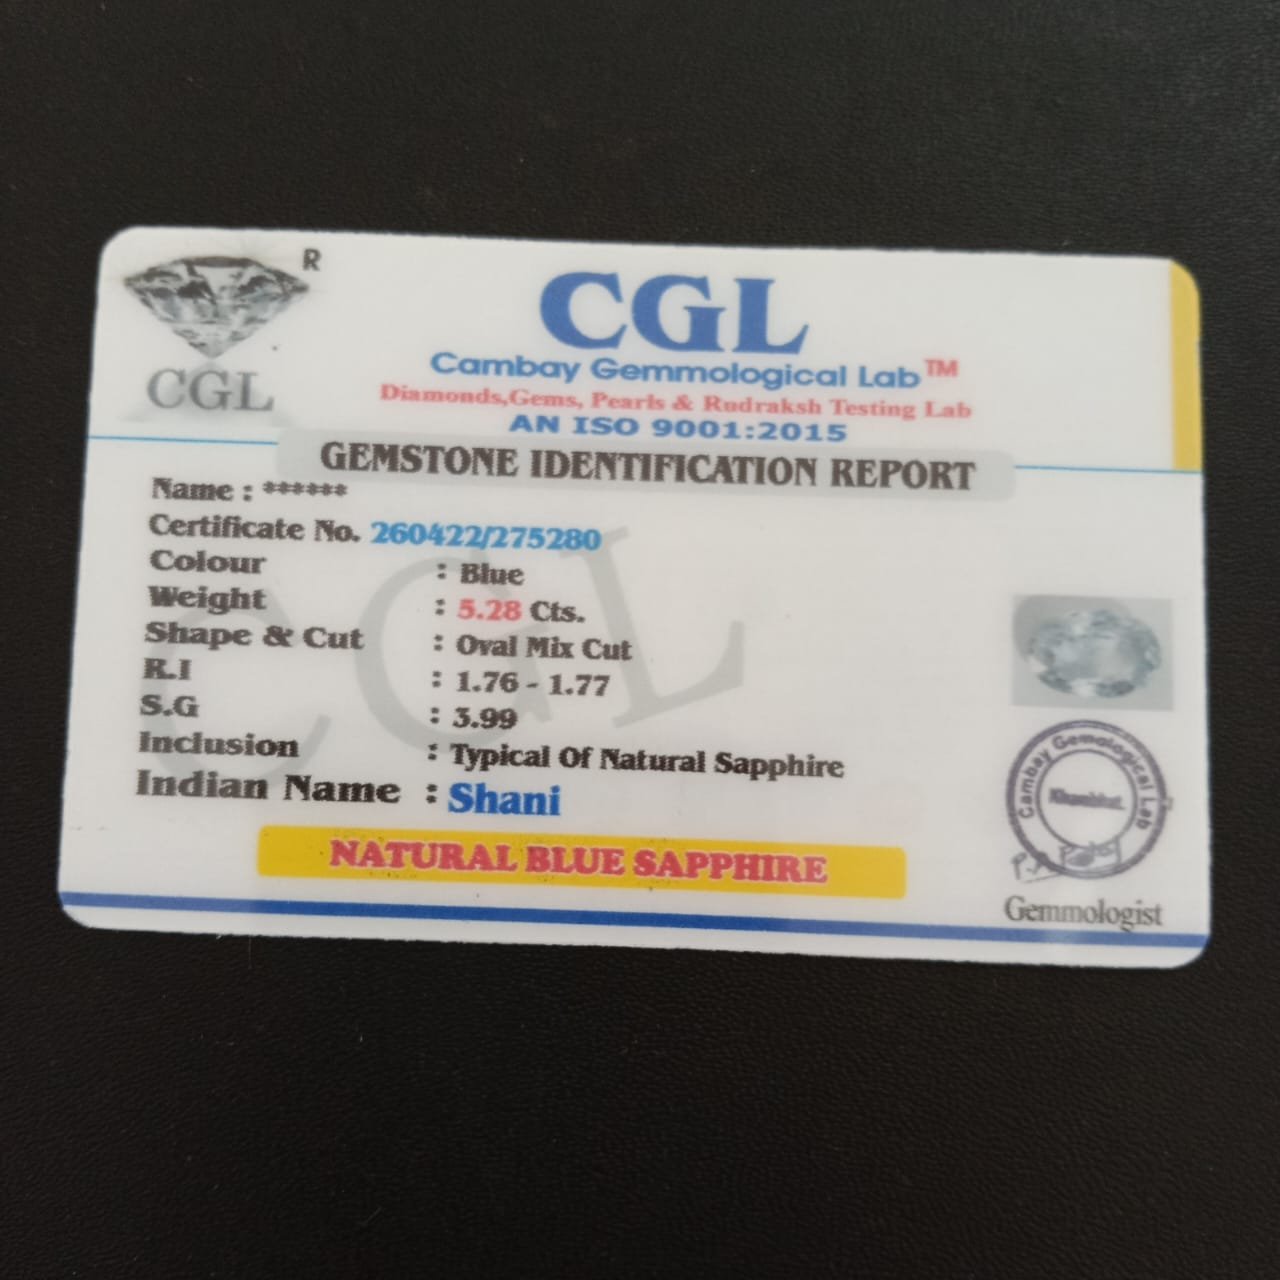 R
CGL
CGL
Cambay Gemmological Lab™
Diamonds,Gems, Pearls & Rudraksh Testing Lab
AN ISO 9001:2015
GEMSTONE IDENTIFICATION REPORT
Name : ******
Certificate No. 260422/275280
Colour : Blue
Weight : 5.28 Cts.
Shape & Cut : Oval Mix Cut
R.I : 1.76 - 1.77
S.G : 3.99
Inclusion : Typical Of Natural Sapphire
Indian Name : Shani
NATURAL BLUE SAPPHIRE
CGL
Cambay Gemological Lab
Gemmologist